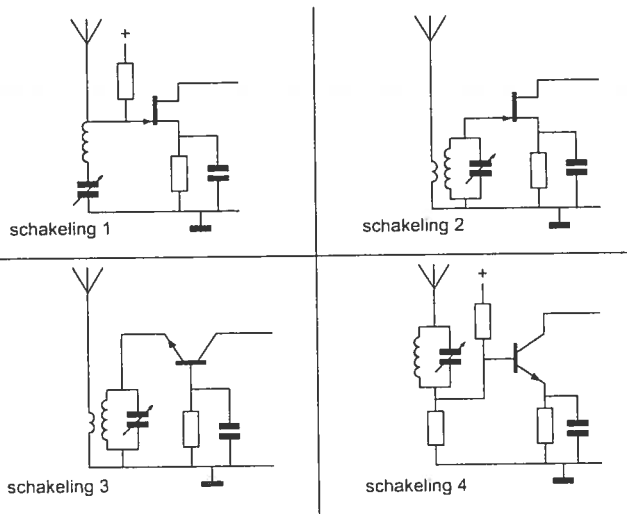 +
schakeling 1
schakeling 2
schakeling 3
+
schakeling 4